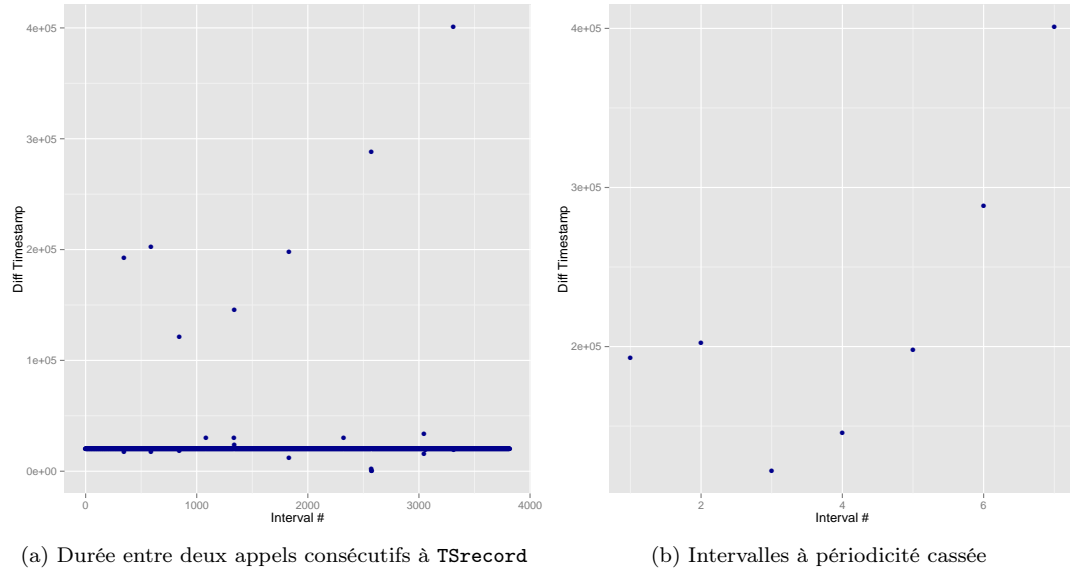 4e+05
3e+05
2e+05
1e+05
0e+00
Diff Timestamp
0
1000
2000
3000
4000
Interval #
(a) Durée entre deux appels consécutifs à TSrecord
4e+05
3e+05
2e+05
Diff Timestamp
2
4
6
Interval #
(b) Intervalles à périodicité cassée